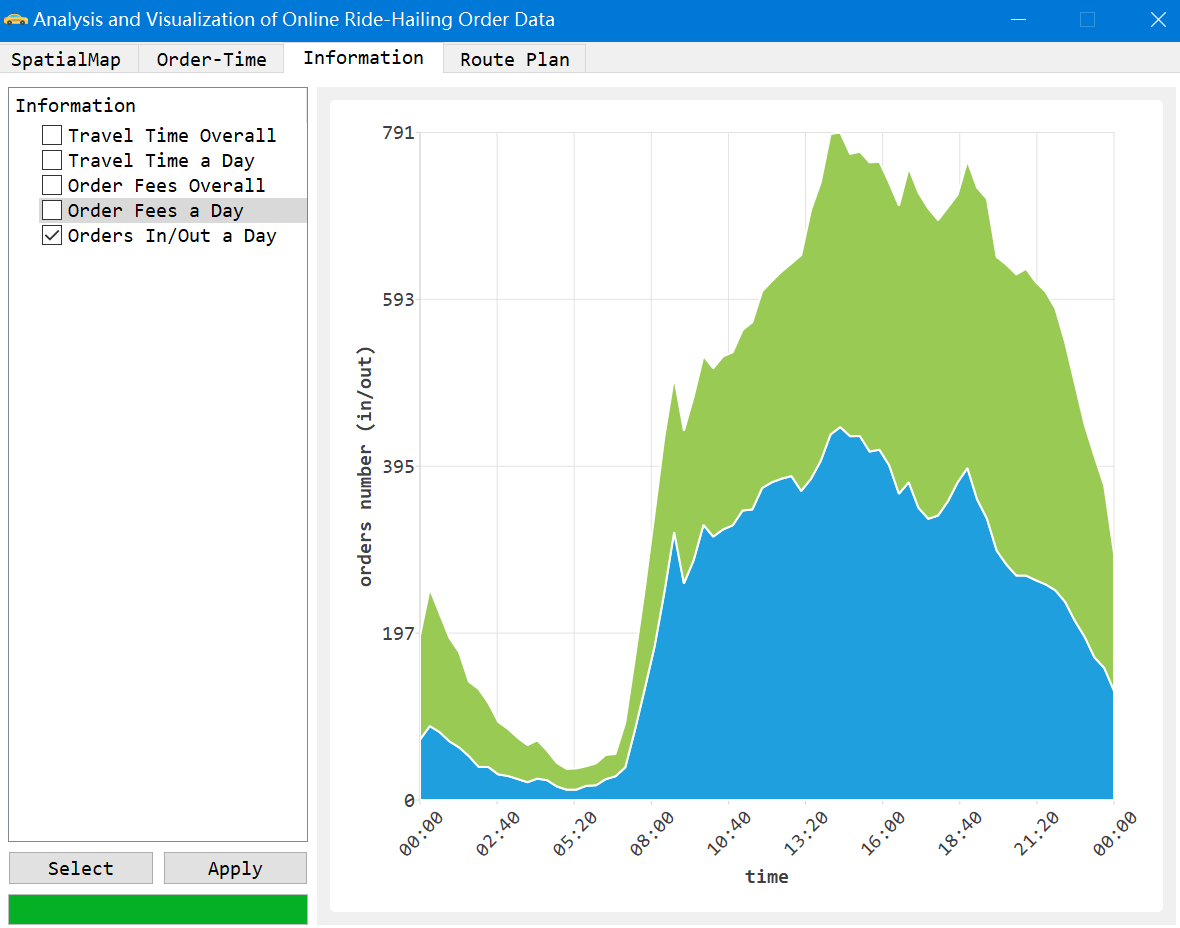 Analysis and Visualization of Online Ride-Hailing Order Data
SpatialMap Order-Time Information Route Plan
Information
Travel Time Overall
Travel Time a Day
Order Fees Overall
Order Fees a Day
Orders In/Out a Day
Select Apply
791
593
395
197
0
orders number (in/out)
00:00 02:40 05:20 08:00 10:40 13:20 16:00 18:40 21:20 00:00
time